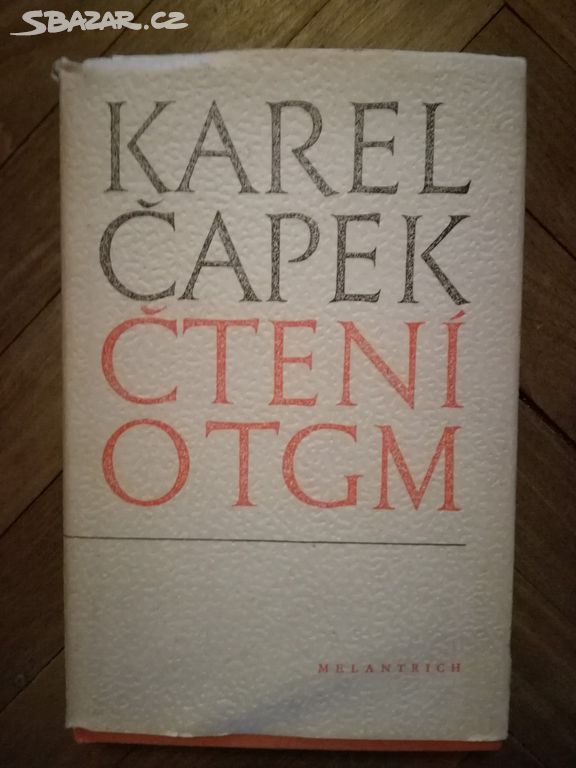 SBAZAR.CZ
KAREL
ČAPEK
ČTENÍ
O TGM
MELANTRICH